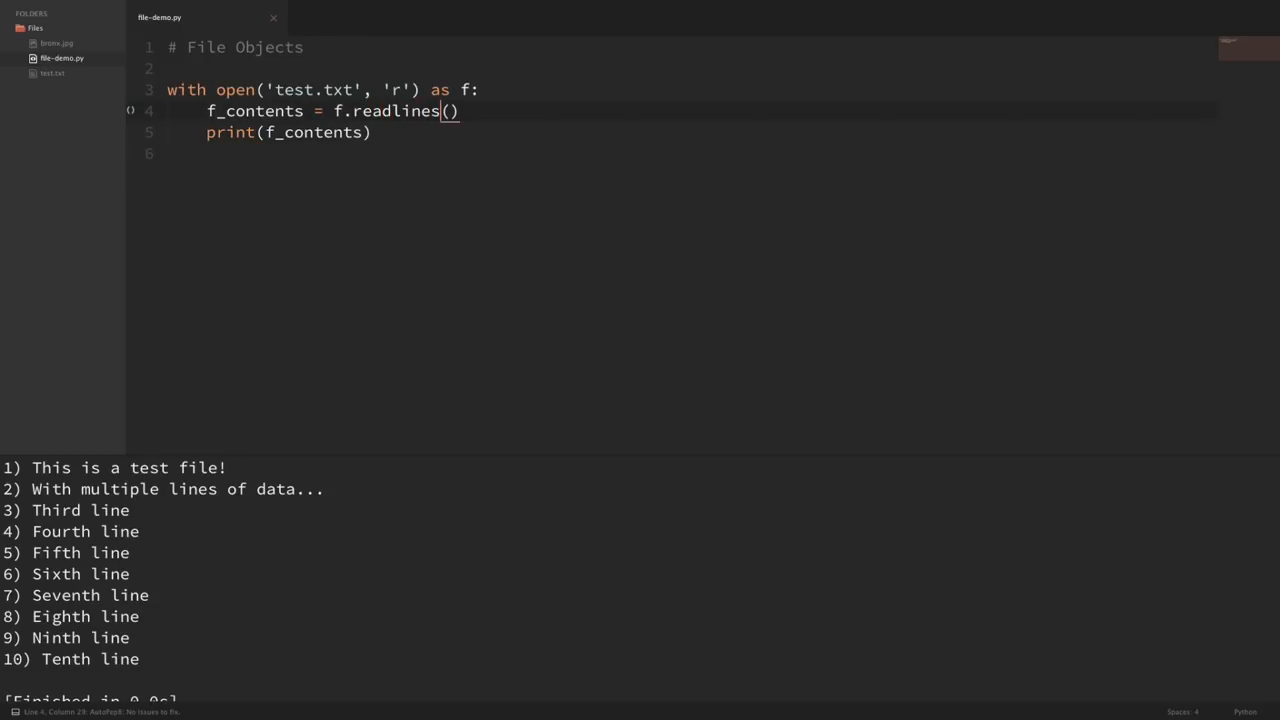 FOLDERS
Files
bronx.jpg
file-demo.py
test.txt
file-demo.py
1 # File Objects
2
3 with open('test.txt', 'r') as f:
() 4     f_contents = f.readlines()
5     print(f_contents)
6
1) This is a test file!
2) With multiple lines of data...
3) Third line
4) Fourth line
5) Fifth line
6) Sixth line
7) Seventh line
8) Eighth line
9) Ninth line
10) Tenth line
[Finished in 0.0s]
Line 4, Column 29; AutoPep8: No issues to fix.
Spaces: 4
Python